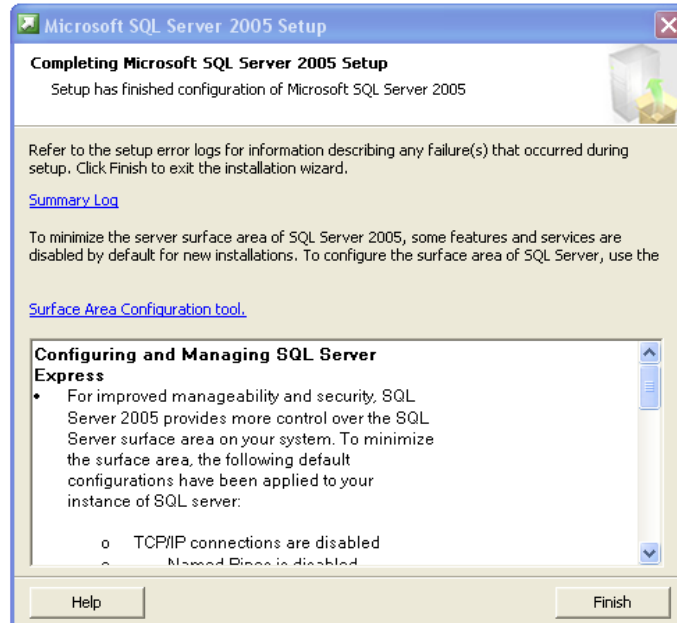 Microsoft SQL Server 2005 Setup
Completing Microsoft SQL Server 2005 Setup
Setup has finished configuration of Microsoft SQL Server 2005
Refer to the setup error logs for information describing any failure(s) that occurred during
setup. Click Finish to exit the installation wizard.
Summary Log
To minimize the server surface area of SQL Server 2005, some features and services are
disabled by default for new installations. To configure the surface area of SQL Server, use the
Surface Area Configuration tool.
Configuring and Managing SQL Server
Express
• For improved manageability and security, SQL
Server 2005 provides more control over the SQL
Server surface area on your system. To minimize
the surface area, the following default
configurations have been applied to your
instance of SQL server:
o TCP/IP connections are disabled
o Named Pipes is disabled
Help
Finish